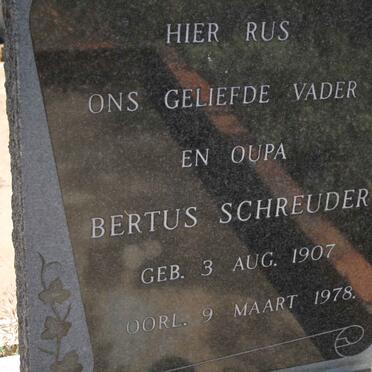 HIER RUS
ONS GELIEFDE VADER
EN OUPA
BERTUS SCHREUDER
GEB. 3 AUG. 1907
OORL. 9 MAART 1978.